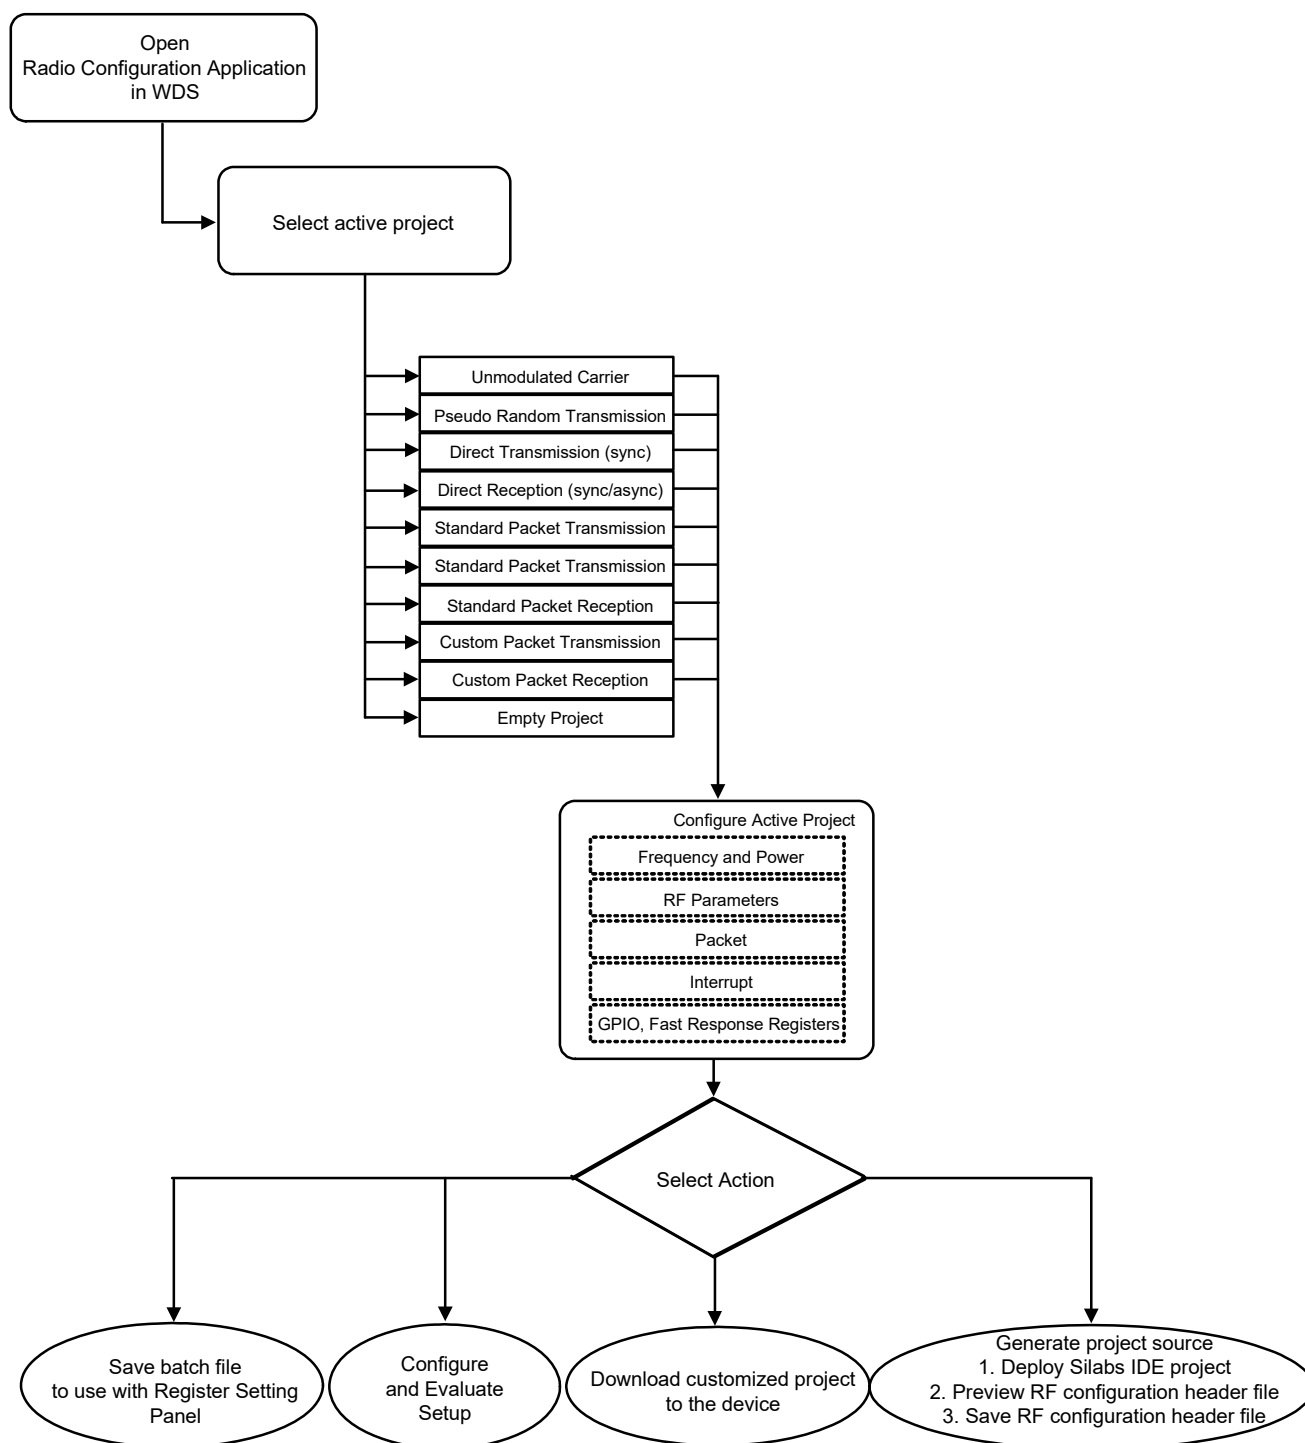 Open
Radio Configuration Application
in WDS
Select active project
Unmodulated Carrier
Pseudo Random Transmission
Direct Transmission (sync)
Direct Reception (sync/async)
Standard Packet Transmission
Standard Packet Transmission
Standard Packet Reception
Custom Packet Transmission
Custom Packet Reception
Empty Project
Configure Active Project
Frequency and Power
RF Parameters
Packet
Interrupt
GPIO, Fast Response Registers
Select Action
Save batch file
to use with Register Setting
Panel
Configure
and Evaluate
Setup
Download customized project
to the device
Generate project source
1. Deploy Silabs IDE project
2. Preview RF configuration header file
3. Save RF configuration header file